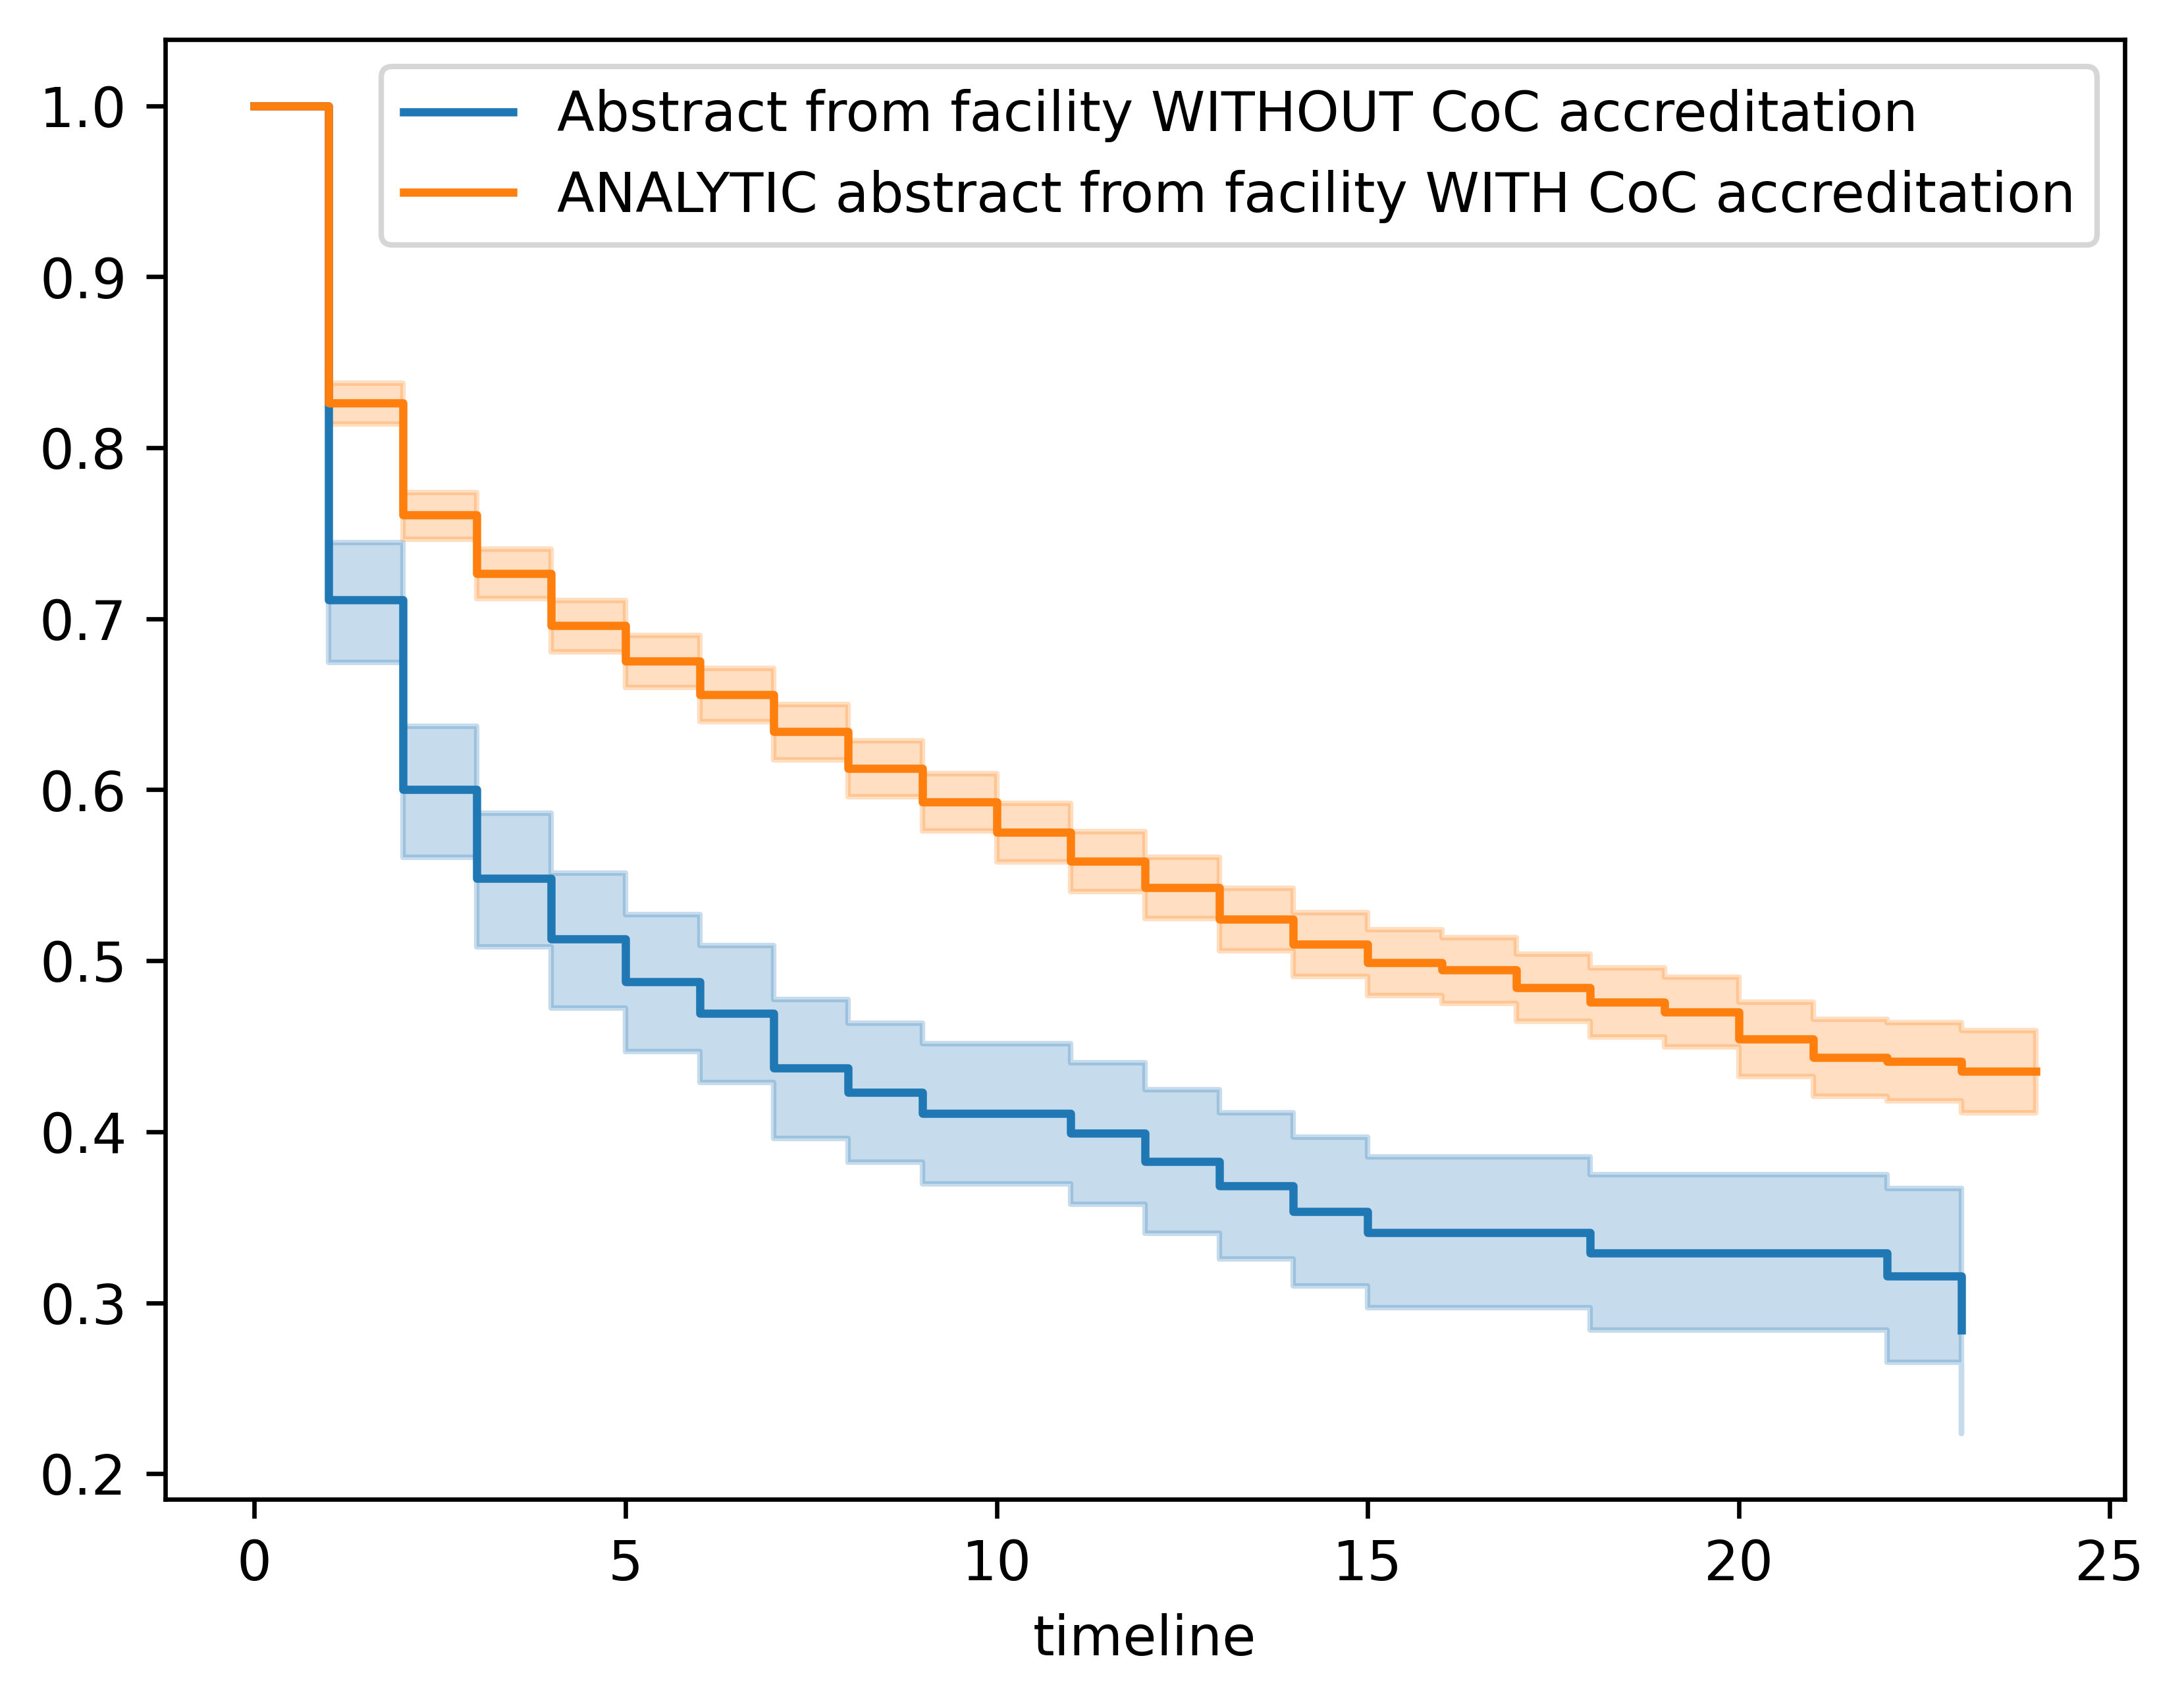 Abstract from facility WITHOUT CoC accreditation
ANALYTIC abstract from facility WITH CoC accreditation
1.0
0.9
0.8
0.7
0.6
0.5
0.4
0.3
0.2
0 5 10 15 20 25
timeline